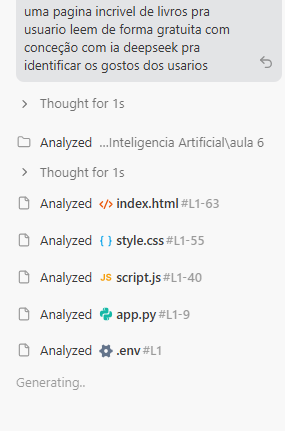 uma pagina incrivel de livros pra
usuario leem de forma gratuita com
conceção com ia deepseek pra
identificar os gostos dos usarios
Thought for 1s
Analyzed ...Inteligencia Artificial\aula 6
Thought for 1s
Analyzed index.html#L1-63
Analyzed style.css#L1-55
Analyzed JS script.js#L1-40
Analyzed app.py#L1-9
Analyzed .env#L1
Generating..